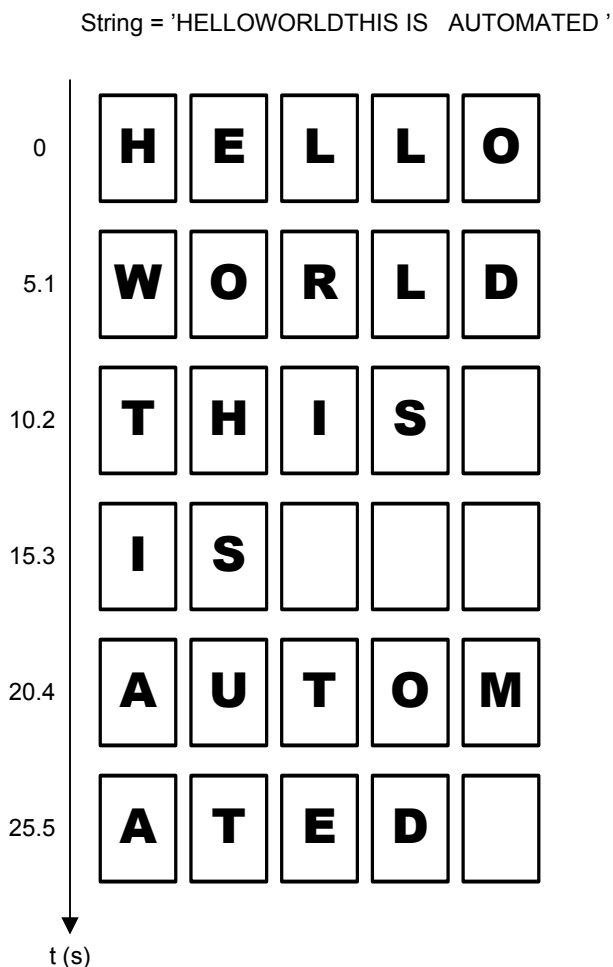 String = ’HELLOWORLDTHIS IS   AUTOMATED ’
0 H E L L O
5.1 W O R L D
10.2 T H I S
15.3 I S
20.4 A U T O M
25.5 A T E D
t (s)